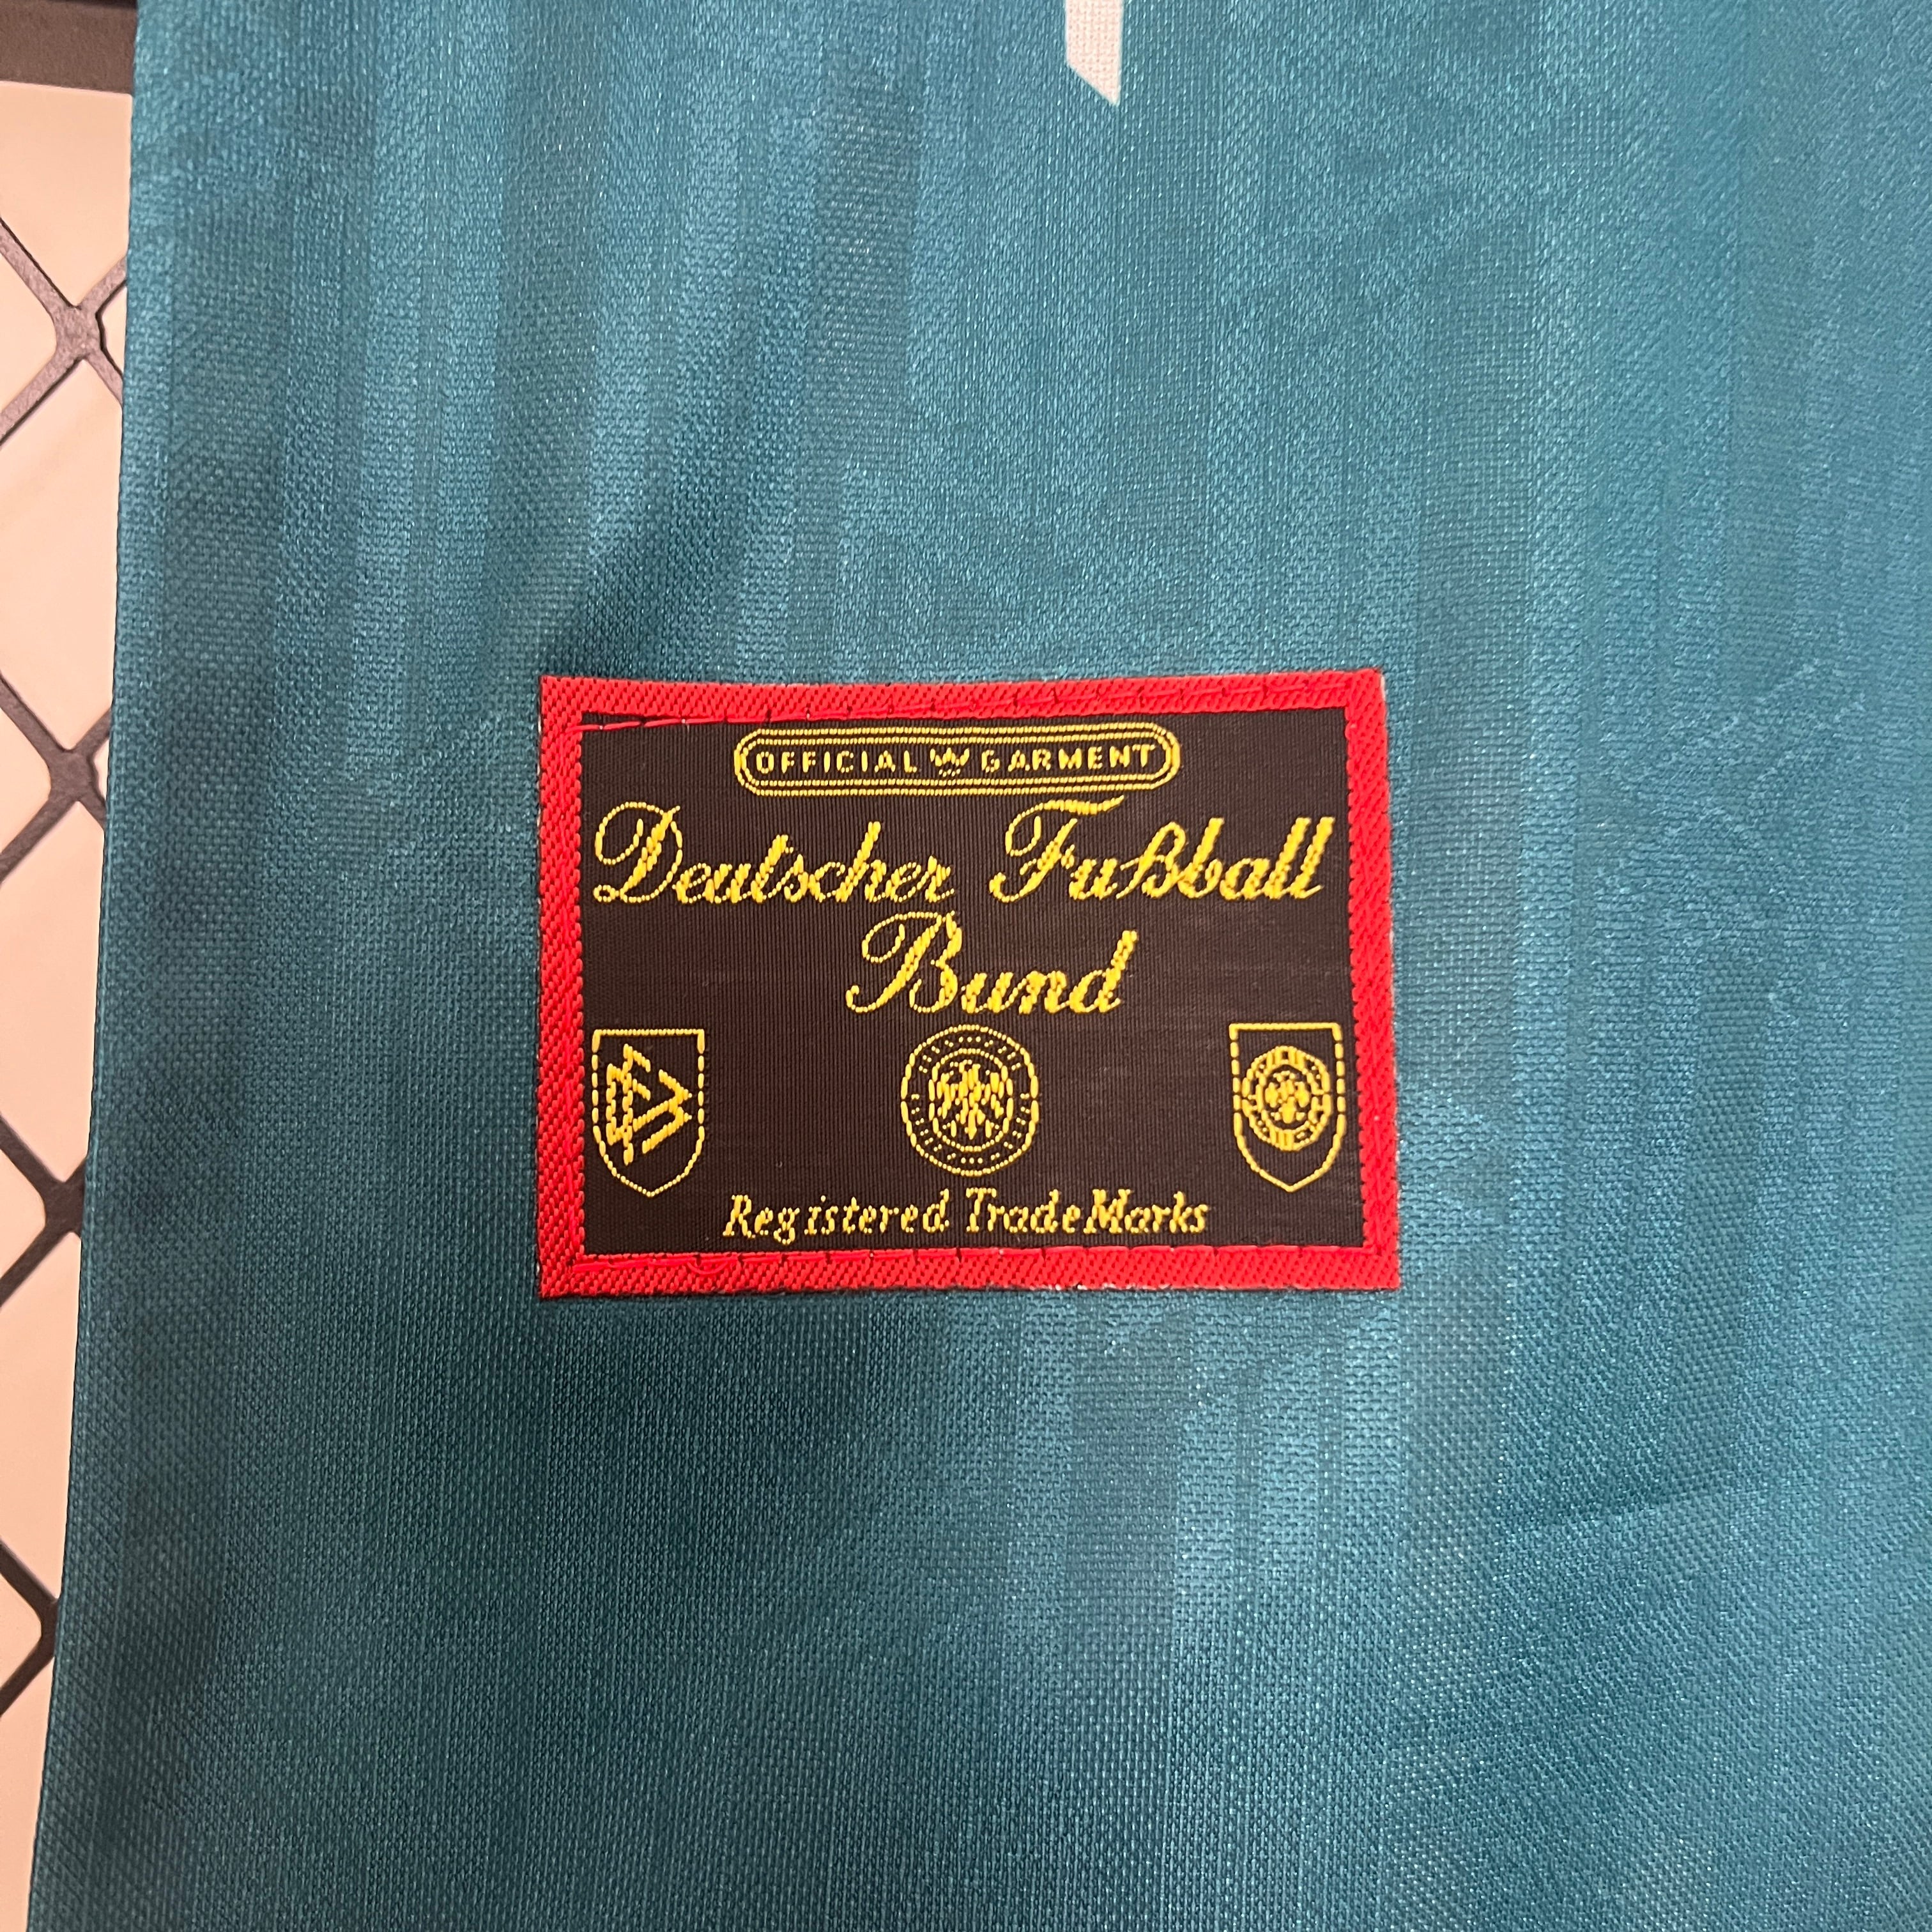 OFFICIAL GARMENT
Deutscher Fußball
Bund
Registered TradeMarks